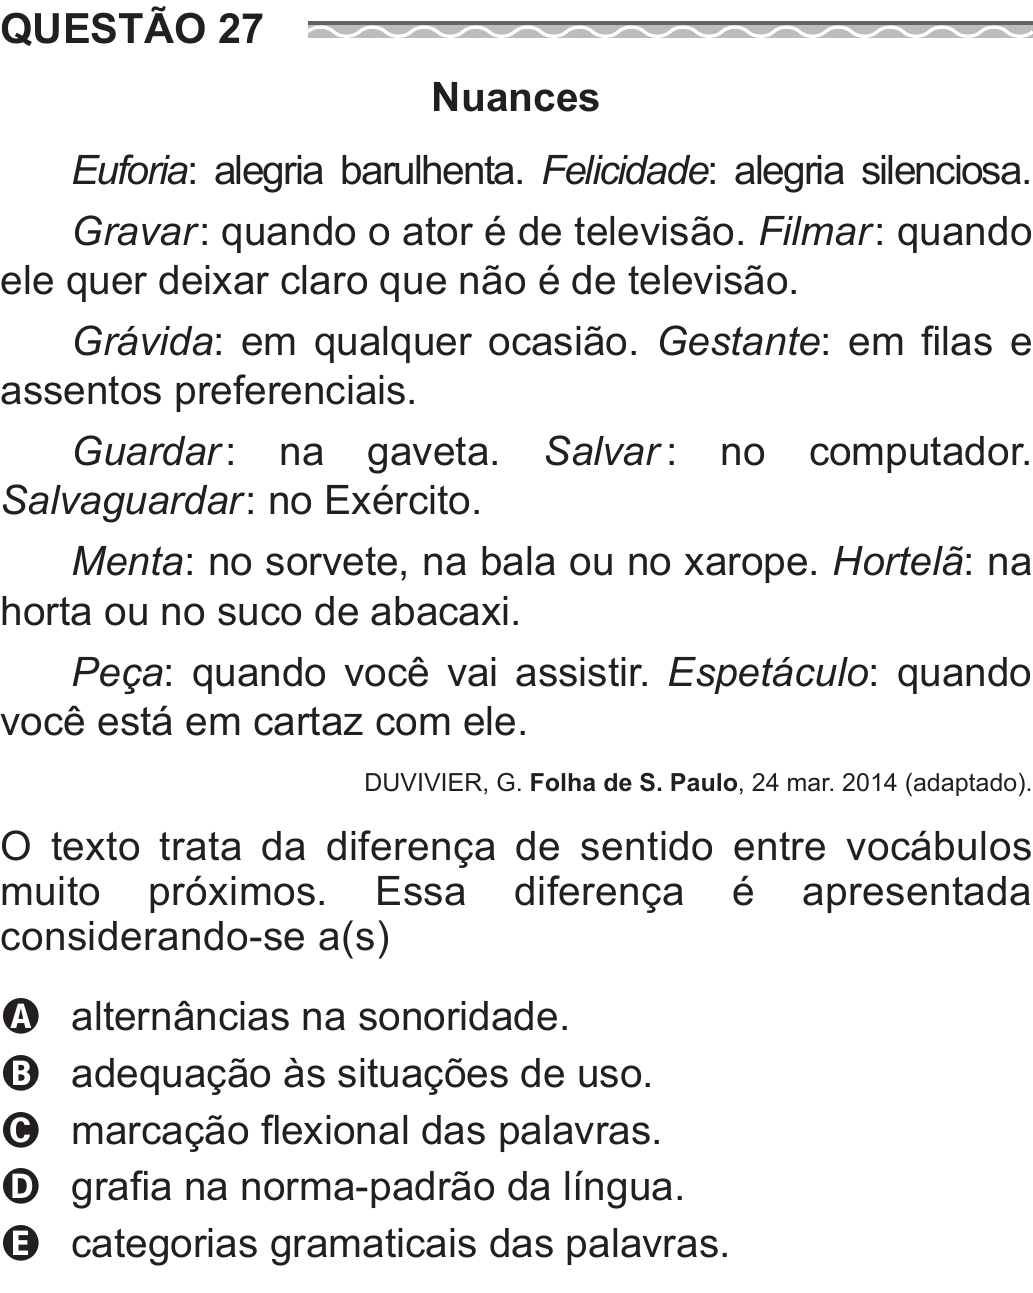 QUESTÃO 27
Nuances
Euforia: alegria barulhenta. Felicidade: alegria silenciosa.
Gravar: quando o ator é de televisão. Filmar: quando
ele quer deixar claro que não é de televisão.
Grávida: em qualquer ocasião. Gestante: em filas e
assentos preferenciais.
Guardar: na gaveta. Salvar: no computador.
Salvaguardar: no Exército.
Menta: no sorvete, na bala ou no xarope. Hortelã: na
horta ou no suco de abacaxi.
Peça: quando você vai assistir. Espetáculo: quando
você está em cartaz com ele.
DUVIVIER, G. Folha de S. Paulo, 24 mar. 2014 (adaptado).
O texto trata da diferença de sentido entre vocábulos
muito próximos. Essa diferença é apresentada
considerando-se a(s)
A alternâncias na sonoridade.
B adequação às situações de uso.
C marcação flexional das palavras.
D grafia na norma-padrão da língua.
E categorias gramaticais das palavras.